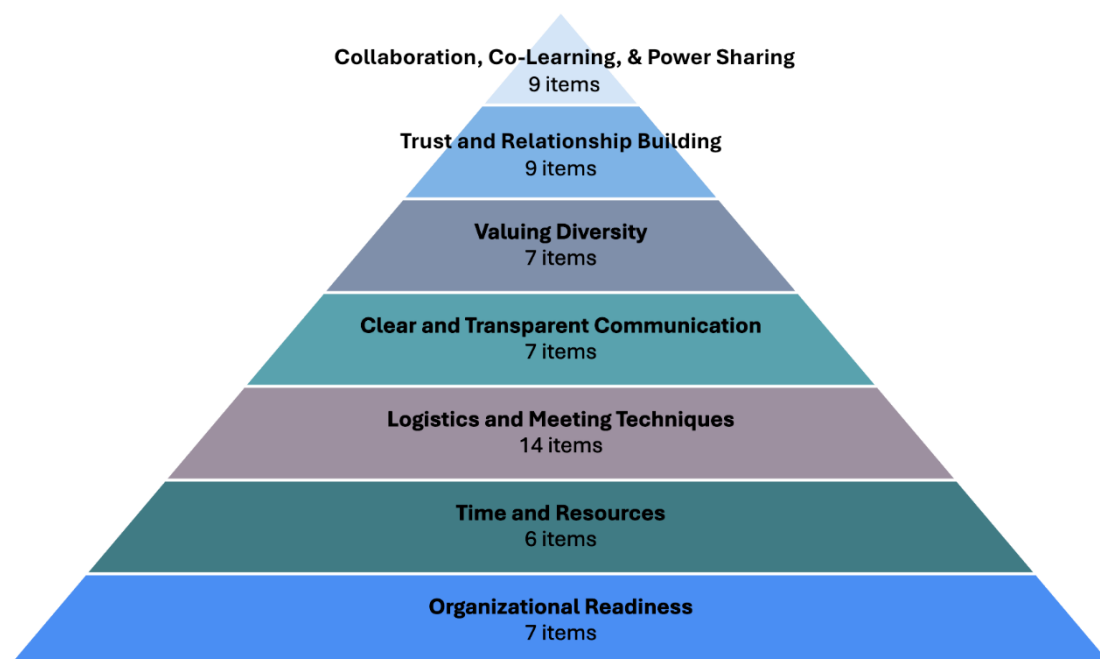 Collaboration, Co-Learning, & Power Sharing
9 items
Trust and Relationship Building
9 items
Valuing Diversity
7 items
Clear and Transparent Communication
7 items
Logistics and Meeting Techniques
14 items
Time and Resources
6 items
Organizational Readiness
7 items